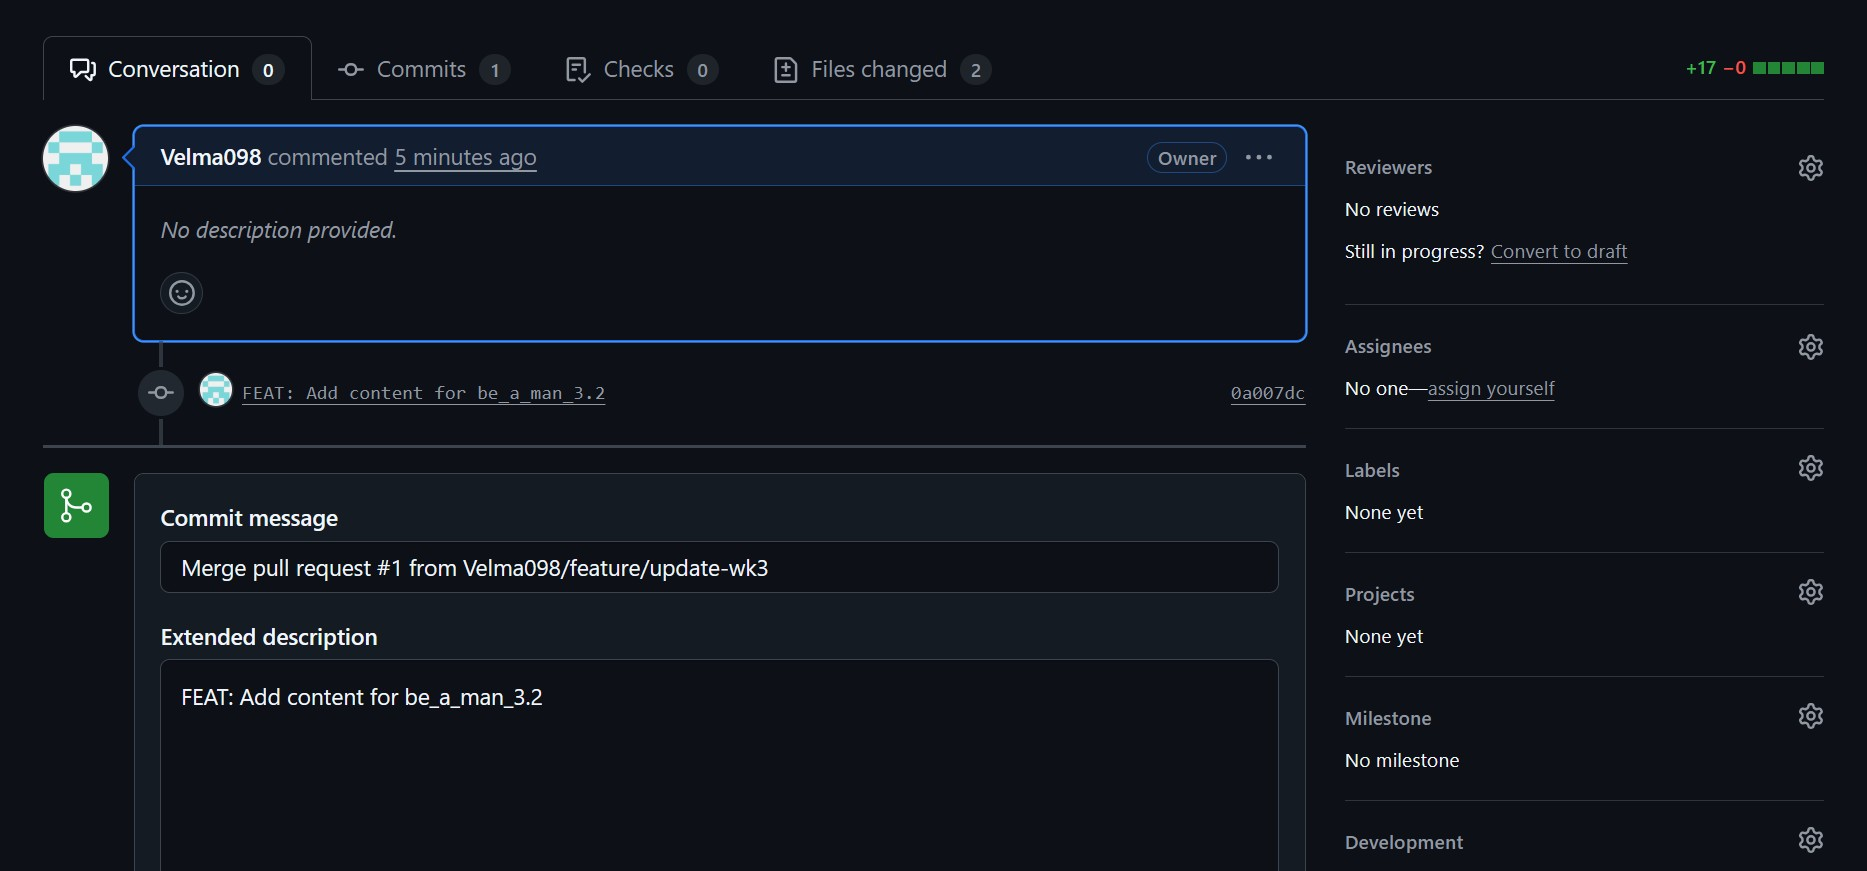 Conversation 0 Commits 1 Checks 0 Files changed 2 +17 −0
Velma098 commented 5 minutes ago Owner
No description provided.
FEAT: Add content for be_a_man_3.2 0a007dc
Commit message
Merge pull request #1 from Velma098/feature/update-wk3
Extended description
FEAT: Add content for be_a_man_3.2
Reviewers
No reviews
Still in progress? Convert to draft
Assignees
No one—assign yourself
Labels
None yet
Projects
None yet
Milestone
No milestone
Development